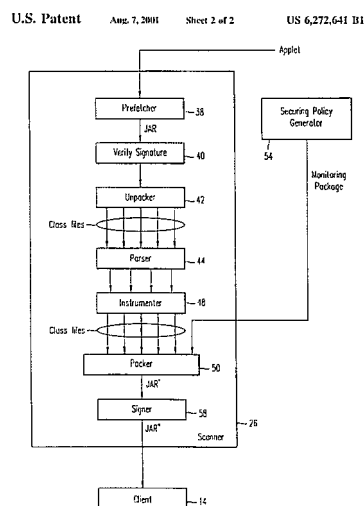 U.S. Patent Aug. 7, 2001 Sheet 2 of 2 US 6,272,641 B1
Applet
Prefetcher
38
JAR
Securing Policy
Generator
54
Verify Signature
40
Monitoring
Package
Unpacker
42
Class files
Parser
44
Instrumenter
48
Class files
Packer
50
JAR'
Signer
58
JAR"
26
Scanner
Client
14